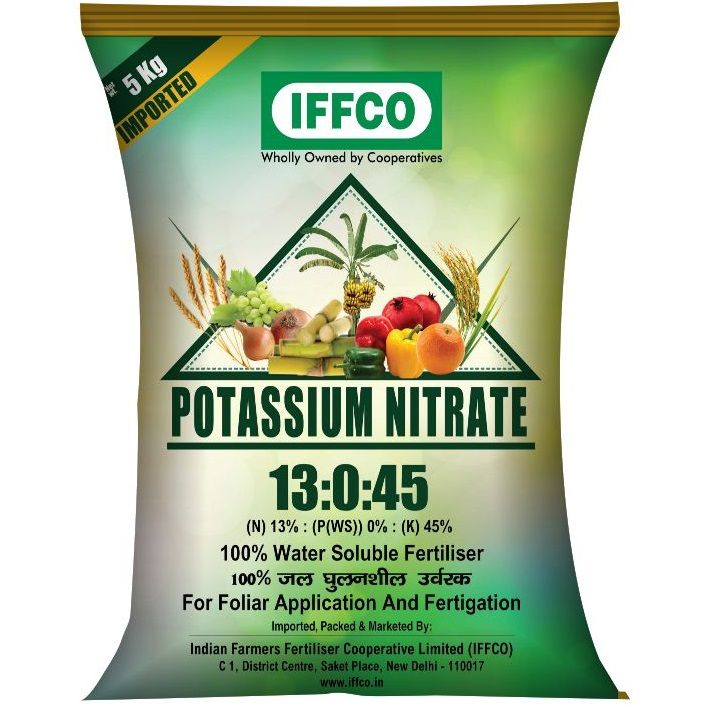 Net
Wt.
5 Kg
IMPORTED
IFFCO
Wholly Owned by Cooperatives
POTASSIUM NITRATE
13:0:45
(N) 13% : (P(WS)) 0% : (K) 45%
100% Water Soluble Fertiliser
100% जल घुलनशील उर्वरक
For Foliar Application And Fertigation
Imported, Packed & Marketed By:
Indian Farmers Fertiliser Cooperative Limited (IFFCO)
C 1, District Centre, Saket Place, New Delhi - 110017
www.iffco.in